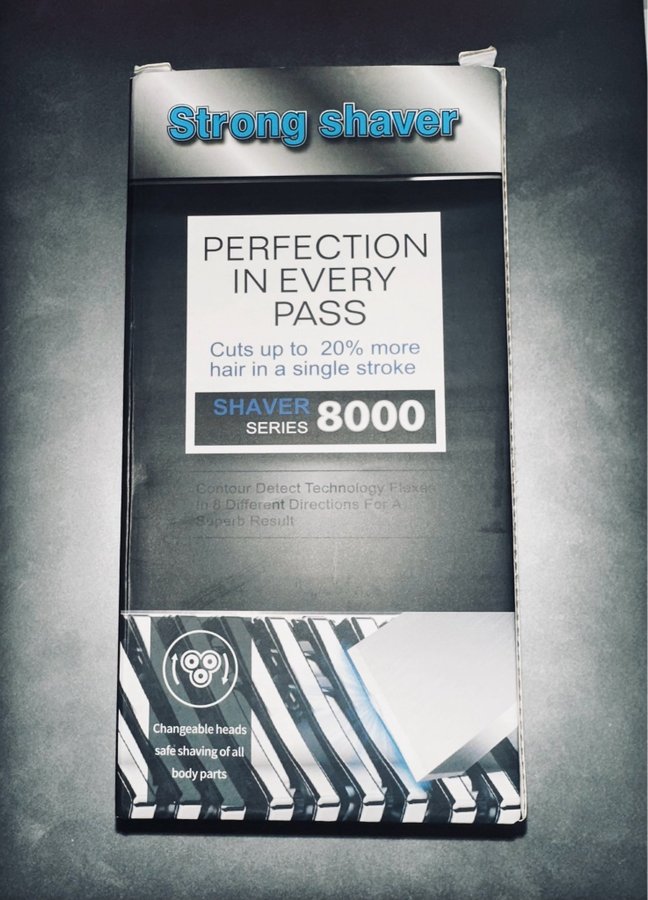 Strong shaver
PERFECTION
IN EVERY
PASS
Cuts up to 20% more
hair in a single stroke
SHAVER
SERIES 8000
Contour Detect Technology Flexes
In 8 Different Directions For A
Superb Result
Changeable heads
safe shaving of all
body parts